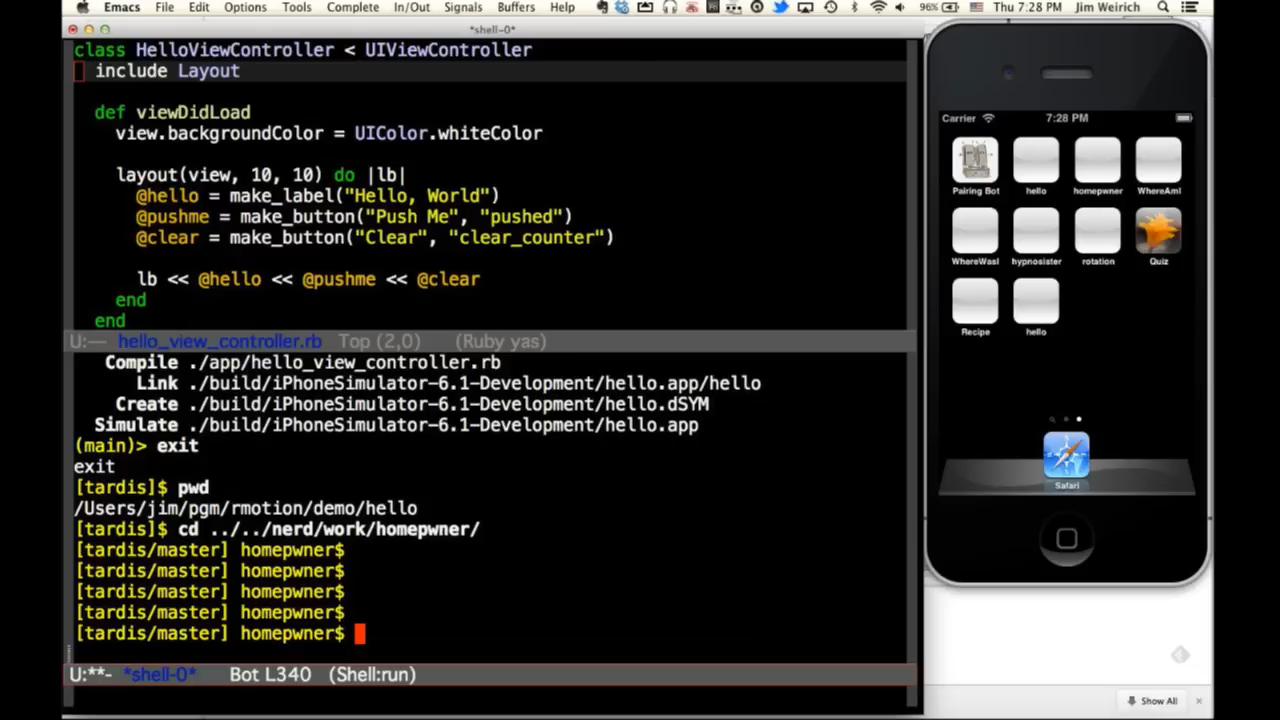 Emacs File Edit Options Tools Complete In/Out Signals Buffers Help 96% Thu 7:28 PM Jim Weirich
*shell-0*
class HelloViewController < UIViewController
include Layout
def viewDidLoad
view.backgroundColor = UIColor.whiteColor
layout(view, 10, 10) do |lb|
@hello = make_label("Hello, World")
@pushme = make_button("Push Me", "pushed")
@clear = make_button("Clear", "clear_counter")
lb << @hello << @pushme << @clear
end
end
U:--- hello_view_controller.rb Top (2,0) (Ruby yas)
Compile ./app/hello_view_controller.rb
Link ./build/iPhoneSimulator-6.1-Development/hello.app/hello
Create ./build/iPhoneSimulator-6.1-Development/hello.dSYM
Simulate ./build/iPhoneSimulator-6.1-Development/hello.app
(main)> exit
exit
[tardis]$ pwd
/Users/jim/pgm/rmotion/demo/hello
[tardis]$ cd ../../nerd/work/homepwner/
[tardis/master] homepwner$
[tardis/master] homepwner$
[tardis/master] homepwner$
[tardis/master] homepwner$
[tardis/master] homepwner$
U:**- *shell-0* Bot L340 (Shell:run)
Carrier 7:28 PM
Pairing Bot hello homepwner WhereAmI
WhereWasI hypnosister rotation Quiz
Recipe hello
Safari
Show All